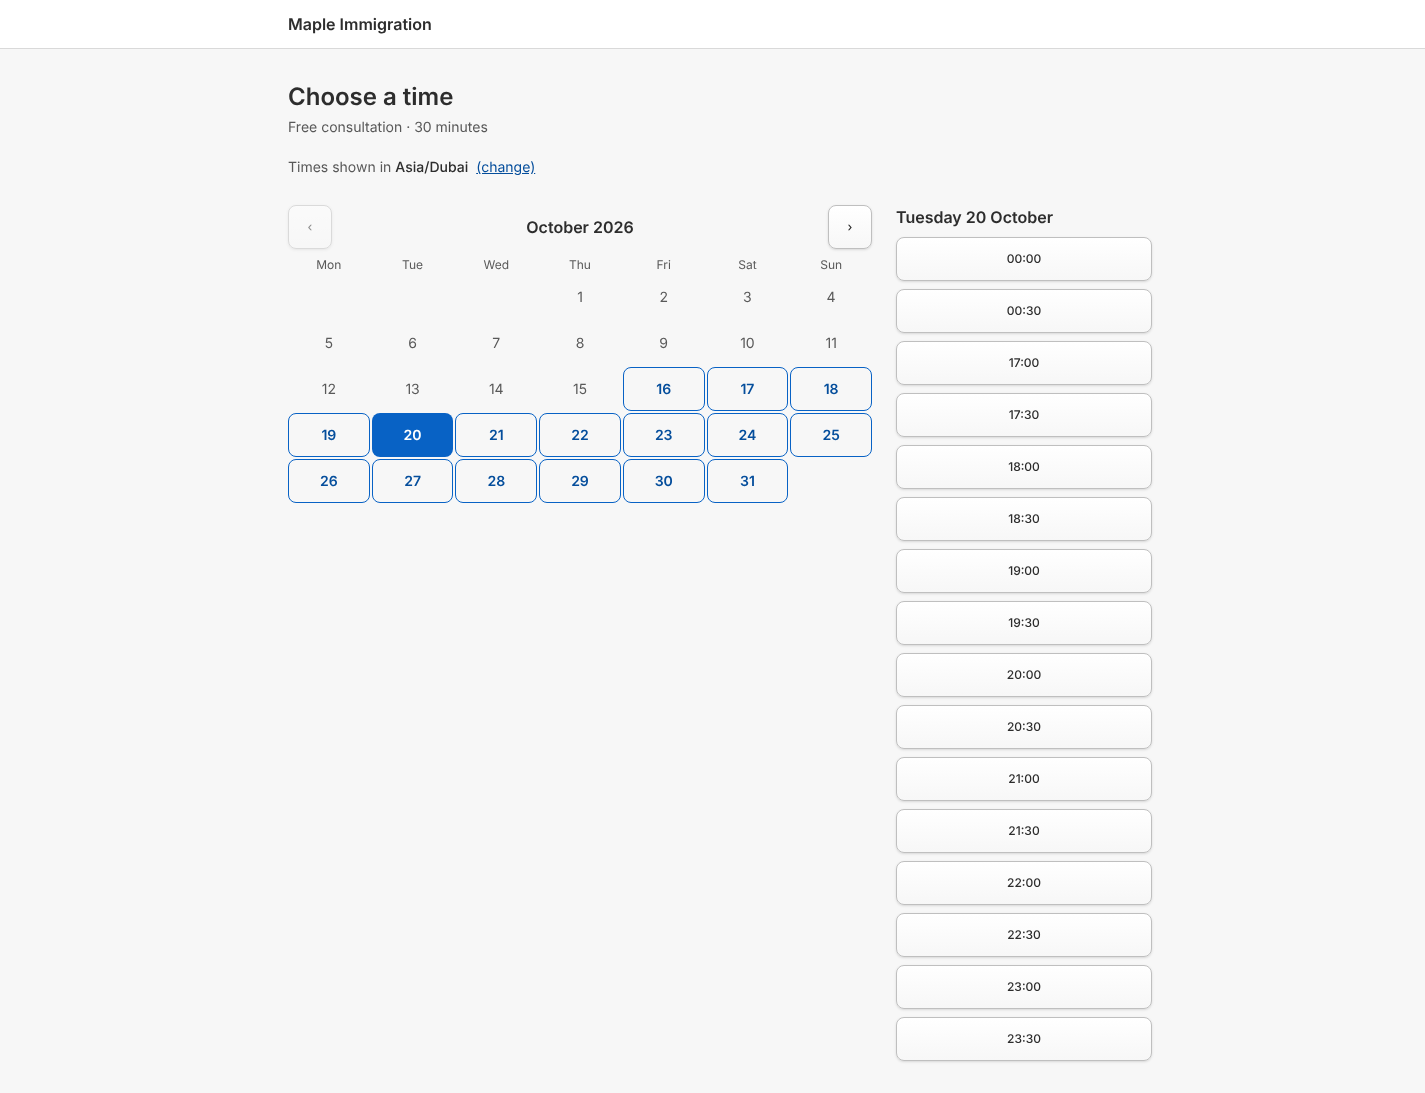 Maple Immigration
Choose a time
Free consultation · 30 minutes
Times shown in Asia/Dubai (change)
‹ October 2026 ›
Mon Tue Wed Thu Fri Sat Sun
1 2 3 4
5 6 7 8 9 10 11
12 13 14 15 16 17 18
19 20 21 22 23 24 25
26 27 28 29 30 31
Tuesday 20 October
00:00
00:30
17:00
17:30
18:00
18:30
19:00
19:30
20:00
20:30
21:00
21:30
22:00
22:30
23:00
23:30